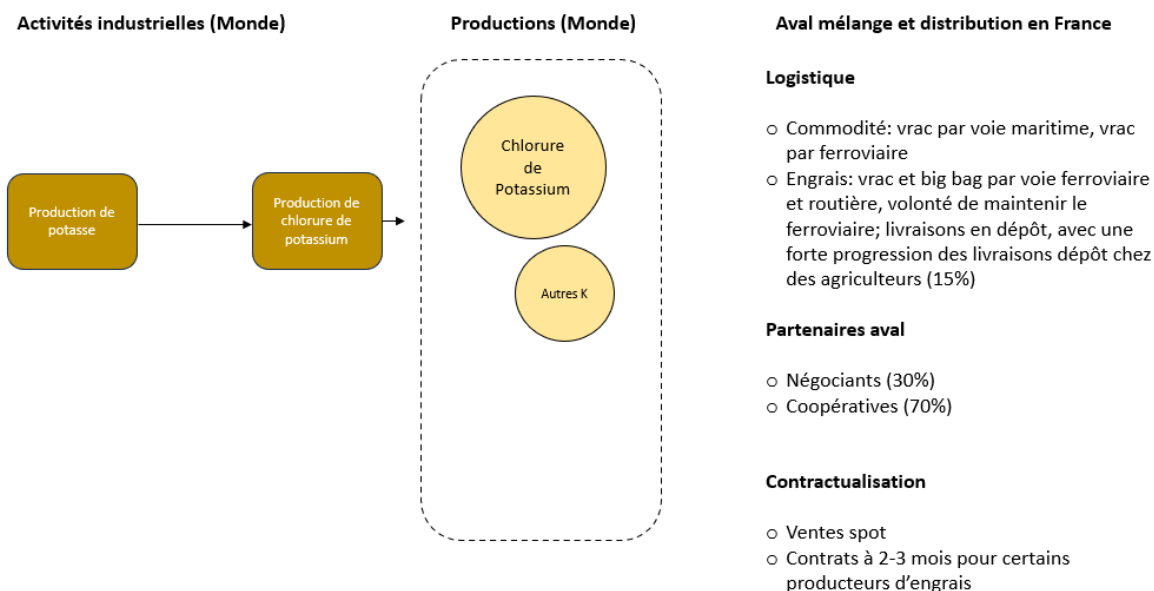 Activités industrielles (Monde)
Productions (Monde)
Aval mélange et distribution en France
Production de
potasse
Production de
chlorure de
potassium
Chlorure
de
Potassium
Autres K
Logistique
o Commodité: vrac par voie maritime, vrac
par ferroviaire
o Engrais: vrac et big bag par voie ferroviaire
et routière, volonté de maintenir le
ferroviaire; livraisons en dépôt, avec une
forte progression des livraisons dépôt chez
des agriculteurs (15%)
Partenaires aval
o Négociants (30%)
o Coopératives (70%)
Contractualisation
o Ventes spot
o Contrats à 2-3 mois pour certains
producteurs d’engrais